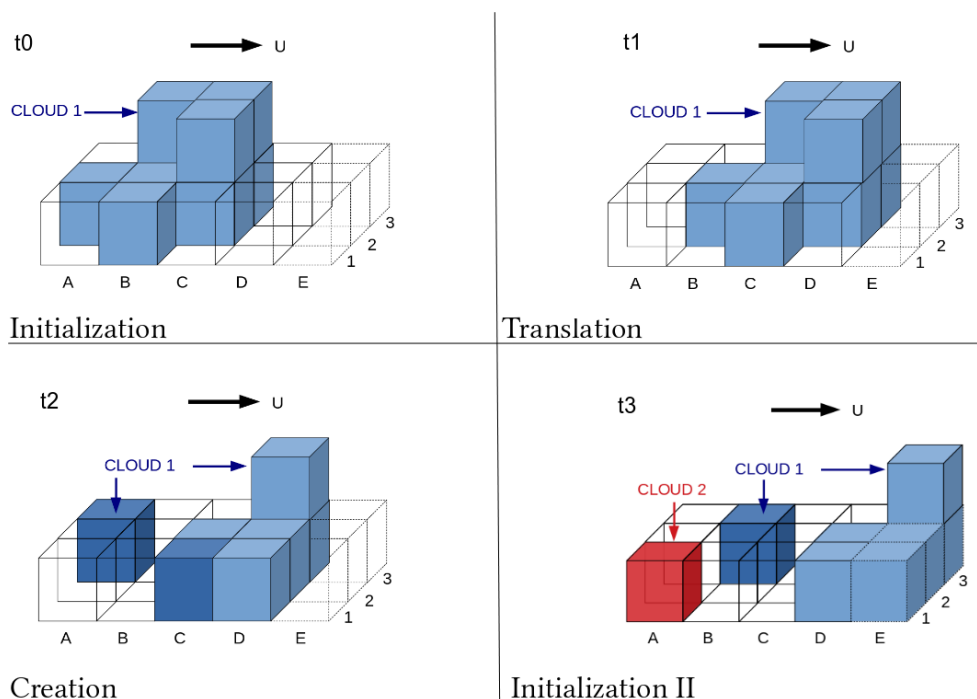 t0
U
CLOUD 1
3
2
1
A B C D E
Initialization
t1
U
CLOUD 1
3
2
1
A B C D E
Translation
t2
U
CLOUD 1
3
2
1
A B C D E
Creation
t3
U
CLOUD 1
CLOUD 2
3
2
1
A B C D E
Initialization II